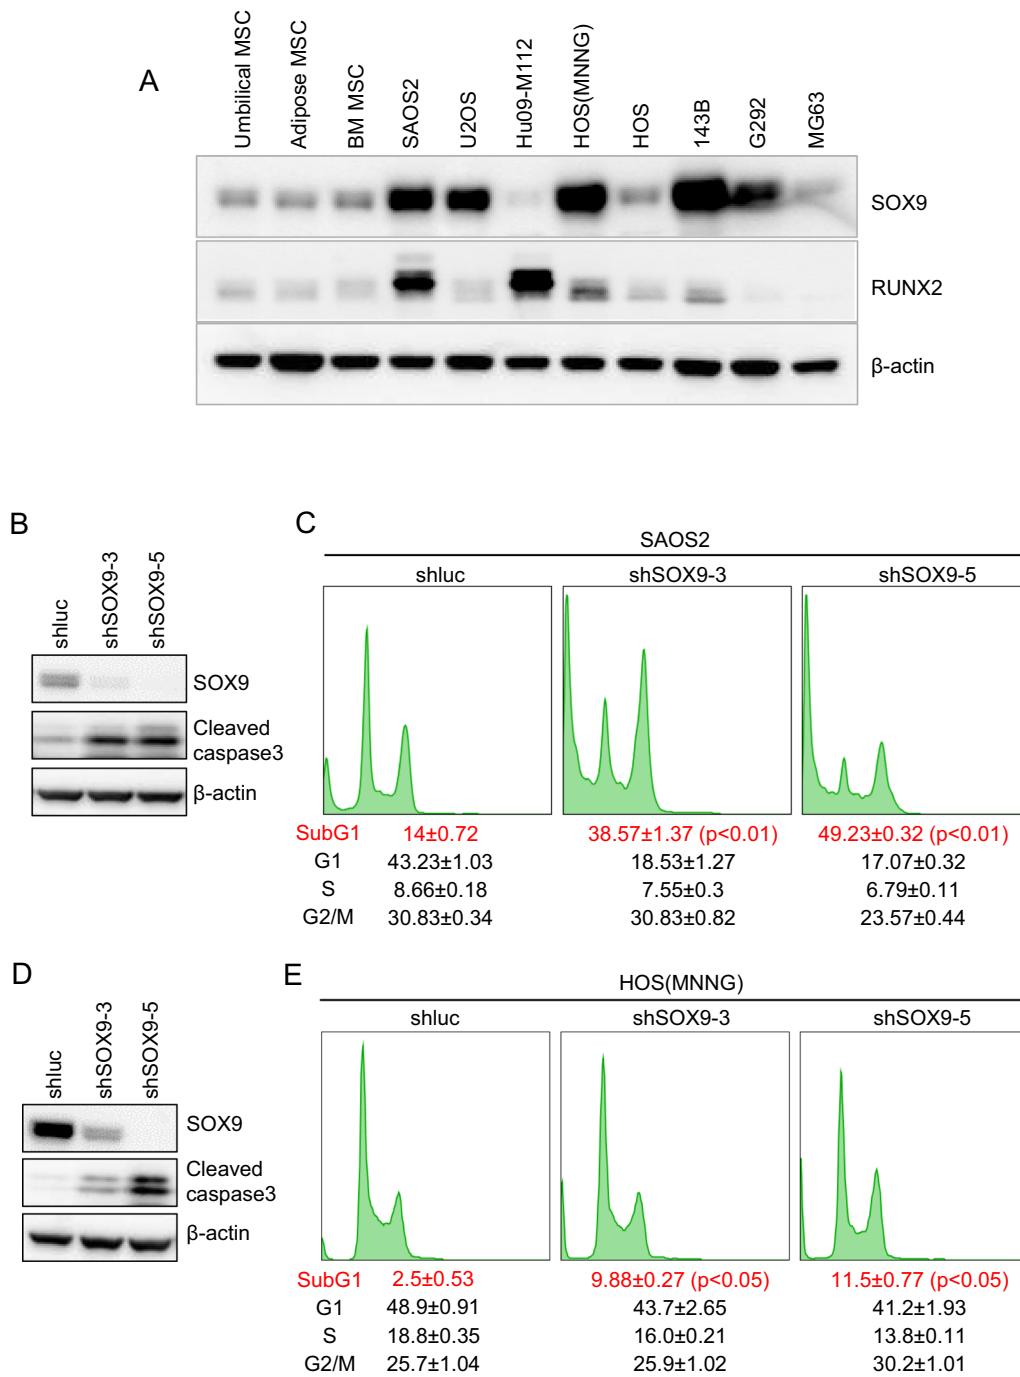 A
Umbilical MSC
Adipose MSC
BM MSC
SAOS2
U2OS
Hu09-M112
HOS(MNNG)
HOS
143B
G292
MG63
SOX9
RUNX2
β-actin
B
shluc
shSOX9-3
shSOX9-5
SOX9
Cleaved
caspase3
β-actin
C
SAOS2
shluc shSOX9-3 shSOX9-5
SubG1 14±0.72 38.57±1.37 (p<0.01) 49.23±0.32 (p<0.01)
G1 43.23±1.03 18.53±1.27 17.07±0.32
S 8.66±0.18 7.55±0.3 6.79±0.11
G2/M 30.83±0.34 30.83±0.82 23.57±0.44
D
shluc
shSOX9-3
shSOX9-5
SOX9
Cleaved
caspase3
β-actin
E
HOS(MNNG)
shluc shSOX9-3 shSOX9-5
SubG1 2.5±0.53 9.88±0.27 (p<0.05) 11.5±0.77 (p<0.05)
G1 48.9±0.91 43.7±2.65 41.2±1.93
S 18.8±0.35 16.0±0.21 13.8±0.11
G2/M 25.7±1.04 25.9±1.02 30.2±1.01